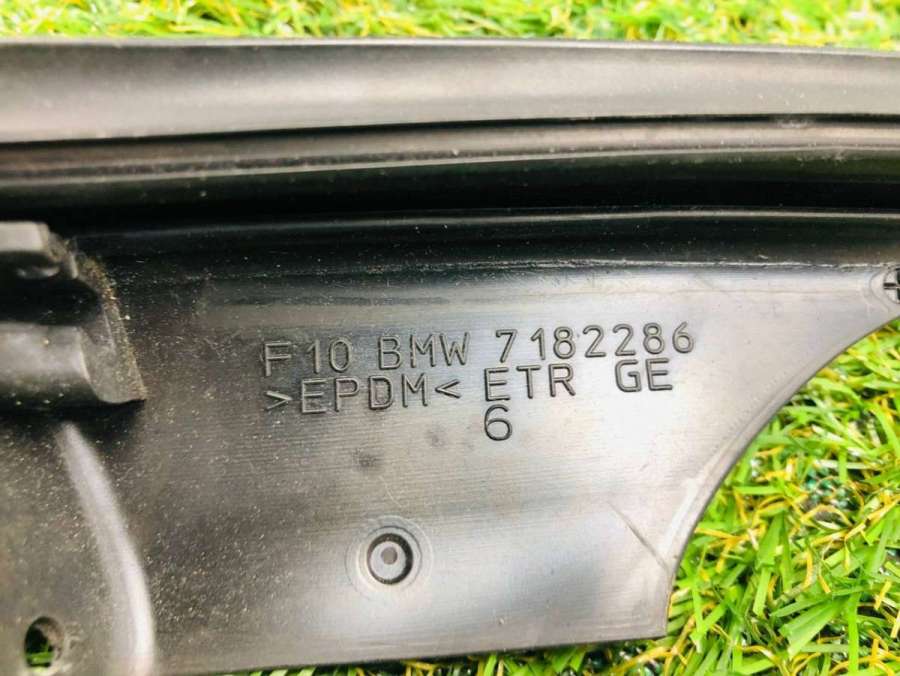 F10 BMW 7182286
>EPDM< ETR GE
6